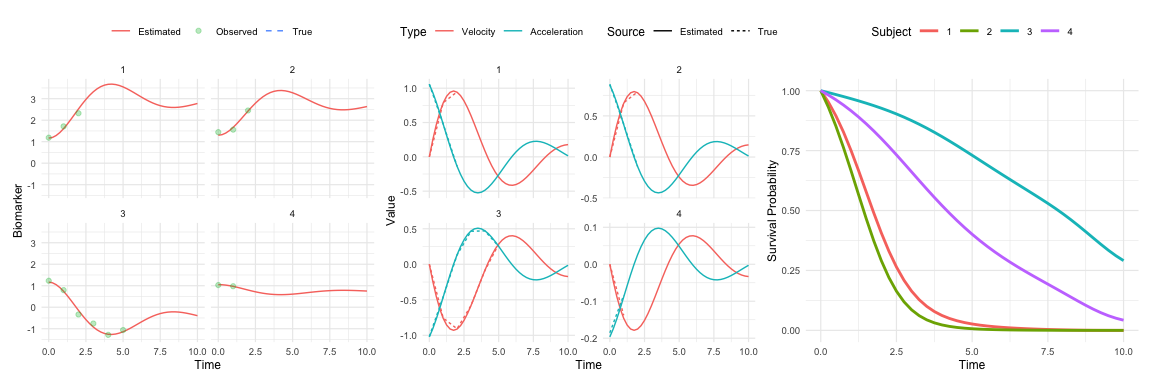 Estimated Observed True
1 2
3
2
1
0
-1
3 4
3
2
1
0
-1
0.0 2.5 5.0 7.5 10.0 0.0 2.5 5.0 7.5 10.0
Time
Biomarker
Type Velocity Acceleration Source Estimated True
1 2
1.0
0.5
0.0
-0.5
0.5
0.0
-0.5
3 4
0.5
0.0
-0.5
-1.0
0.1
0.0
-0.1
-0.2
0.0 2.5 5.0 7.5 10.0 0.0 2.5 5.0 7.5 10.0
Time
Value
Subject 1 2 3 4
1.00
0.75
0.50
0.25
0.00
0.0 2.5 5.0 7.5 10.0
Time
Survival Probability